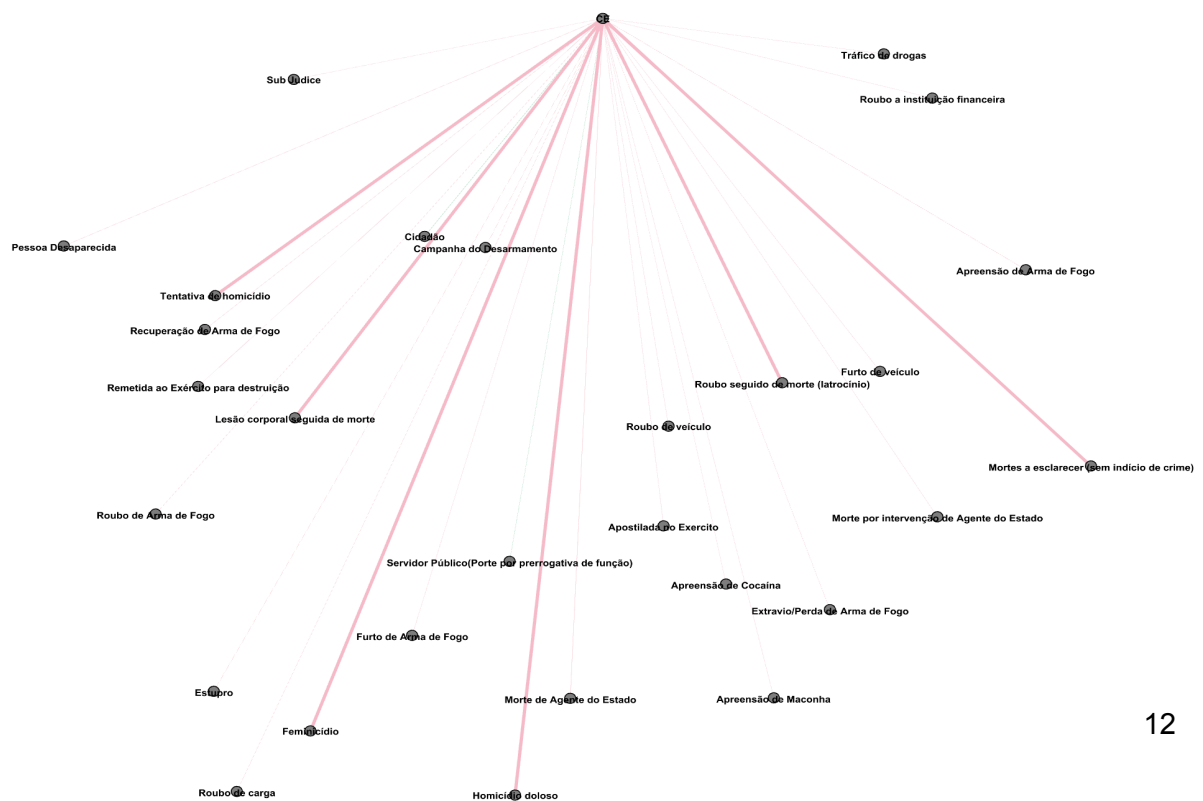 CE
Tráfico de drogas
Sub Júdice
Roubo a instituição financeira
Cidadão
Pessoa Desaparecida
Campanha do Desarmamento
Apreensão de Arma de Fogo
Tentativa de homicídio
Recuperação de Arma de Fogo
Furto de veículo
Roubo seguido de morte (latrocínio)
Remetida ao Exército para destruição
Lesão corporal seguida de morte
Roubo de veículo
Mortes a esclarecer (sem indício de crime)
Roubo de Arma de Fogo
Morte por intervenção de Agente do Estado
Apostilada no Exercito
Servidor Público(Porte por prerrogativa de função)
Apreensão de Cocaína
Extravio/Perda de Arma de Fogo
Furto de Arma de Fogo
Estupro
Morte de Agente do Estado
Apreensão de Maconha
12
Feminicídio
Roubo de carga
Homicídio doloso